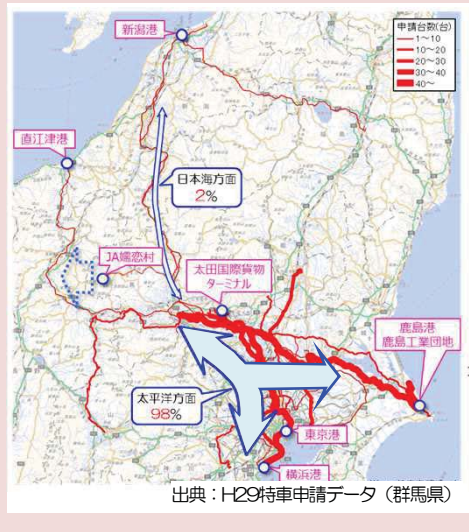 新潟港
申請台数(台)
1～10
10～20
20～30
30～40
40～
直江津港
日本海方面
2%
JA嬬恋村
太田国際貨物
ターミナル
鹿島港
鹿島工業団地
太平洋方面
98%
東京港
横浜港
出典：H29特車申請データ（群馬県）